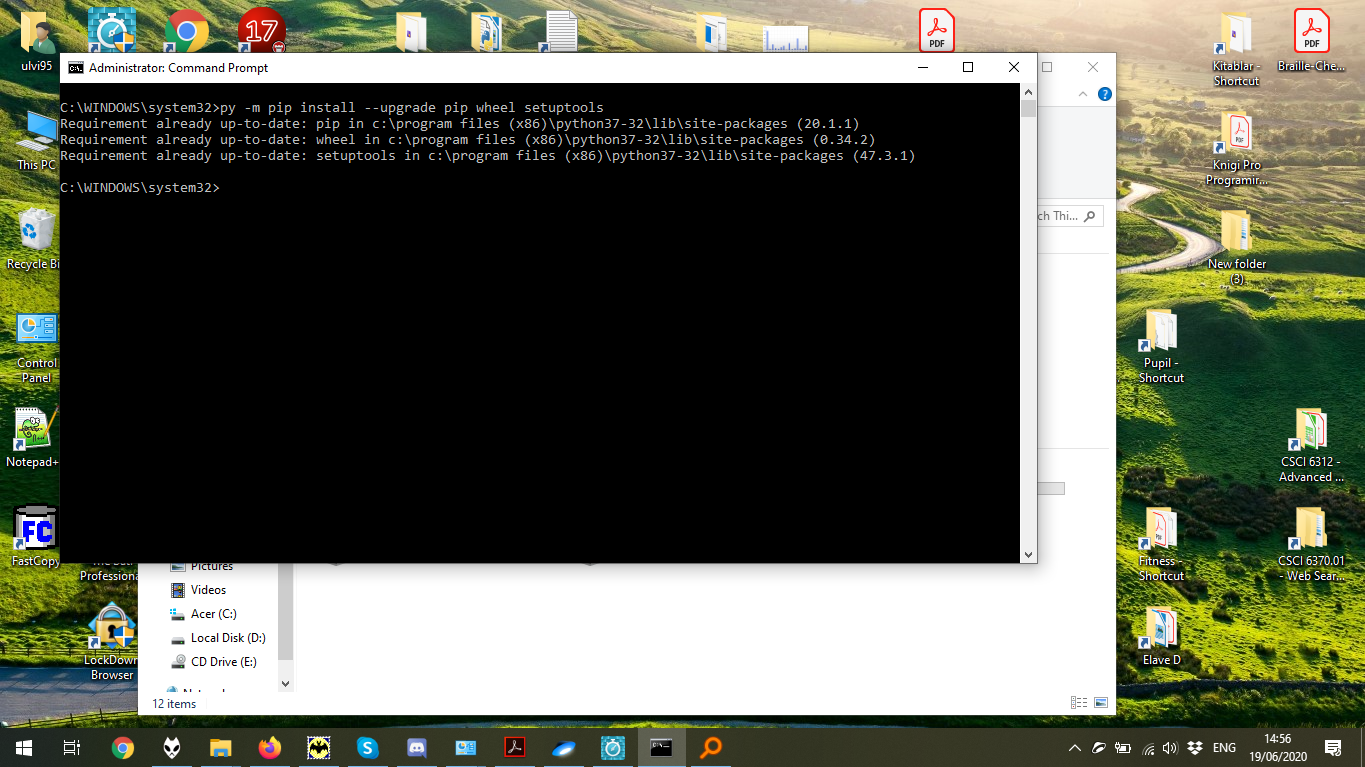 ulvi95
17
PDF
Kitablar -
Shortcut
PDF
Braille-Che...
Administrator: Command Prompt
C:\WINDOWS\system32>py -m pip install --upgrade pip wheel setuptools
Requirement already up-to-date: pip in c:\program files (x86)\python37-32\lib\site-packages (20.1.1)
Requirement already up-to-date: wheel in c:\program files (x86)\python37-32\lib\site-packages (0.34.2)
Requirement already up-to-date: setuptools in c:\program files (x86)\python37-32\lib\site-packages (47.3.1)
C:\WINDOWS\system32>
This PC
Knigi Pro
Programir...
ch Thi...
Recycle Bi
New folder
(3)
Control
Panel
Pupil -
Shortcut
Notepad+
CSCI 6312 -
Advanced ...
FC
FastCopy
Professiona
PDF
Fitness -
Shortcut
CSCI 6370.01
- Web Sear...
Pictures
Videos
Acer (C:)
Local Disk (D:)
CD Drive (E:)
LockDown
Browser
Elave D
12 items
ENG
14:56
19/06/2020